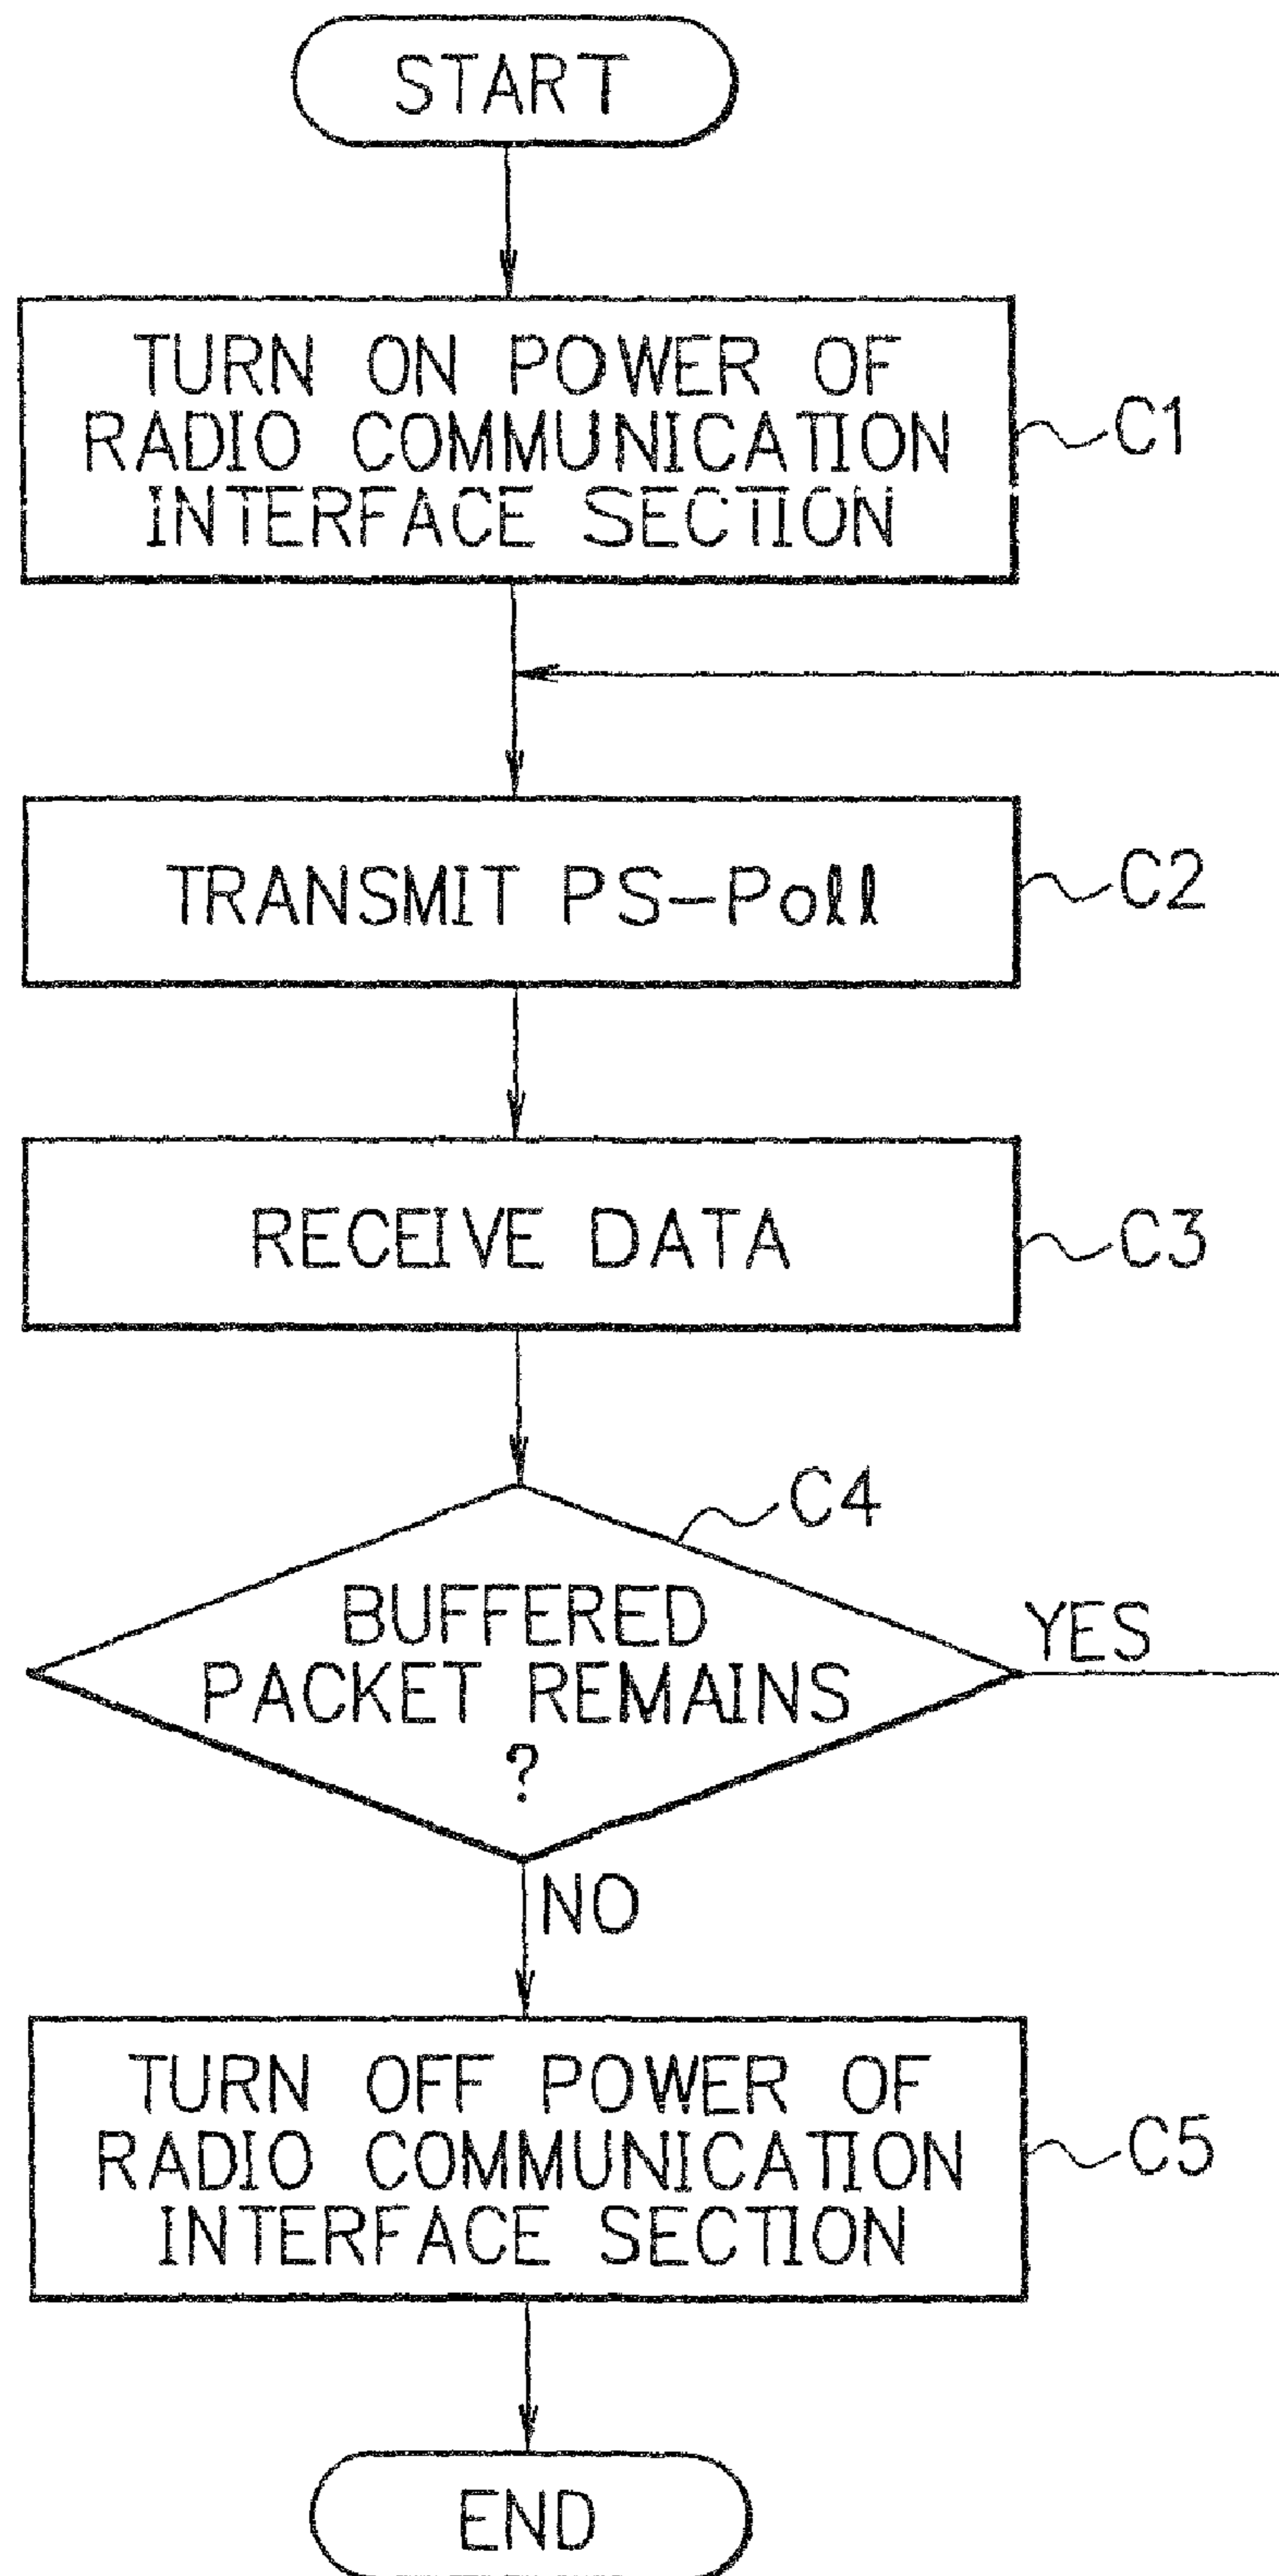 START
TURN ON POWER OF
RADIO COMMUNICATION
INTERFACE SECTION
C1
TRANSMIT PS-Poll
C2
RECEIVE DATA
C3
C4
BUFFERED
PACKET REMAINS
?
YES
NO
TURN OFF POWER OF
RADIO COMMUNICATION
INTERFACE SECTION
C5
END